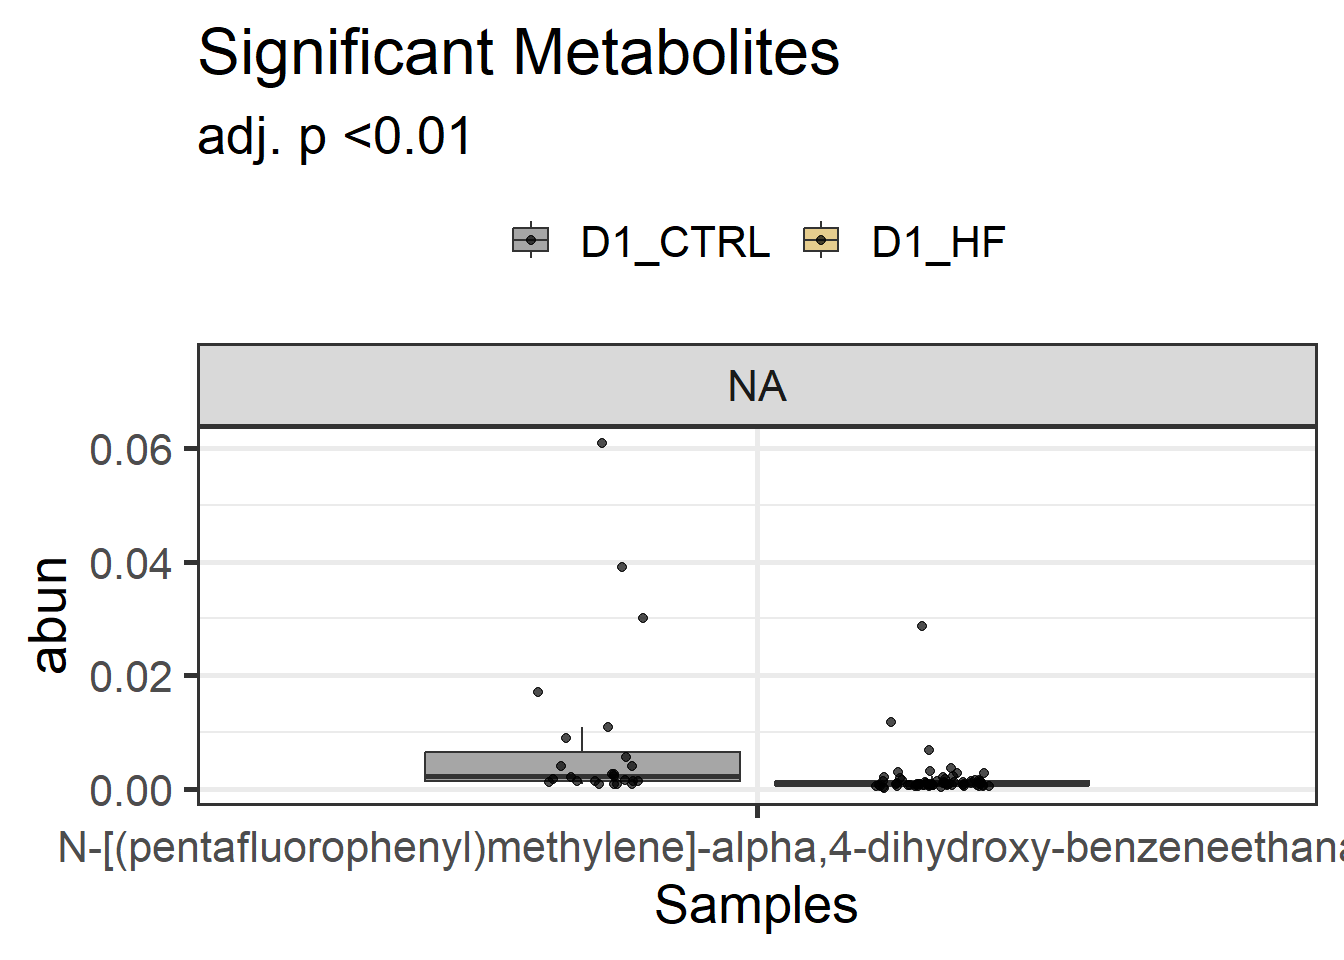 Significant Metabolites
adj. p <0.01
D1_CTRL D1_HF
NA
0.06
0.04
0.02
0.00
abun
N-[(pentafluorophenyl)methylene]-alpha,4-dihydroxy-benzeneethana
Samples